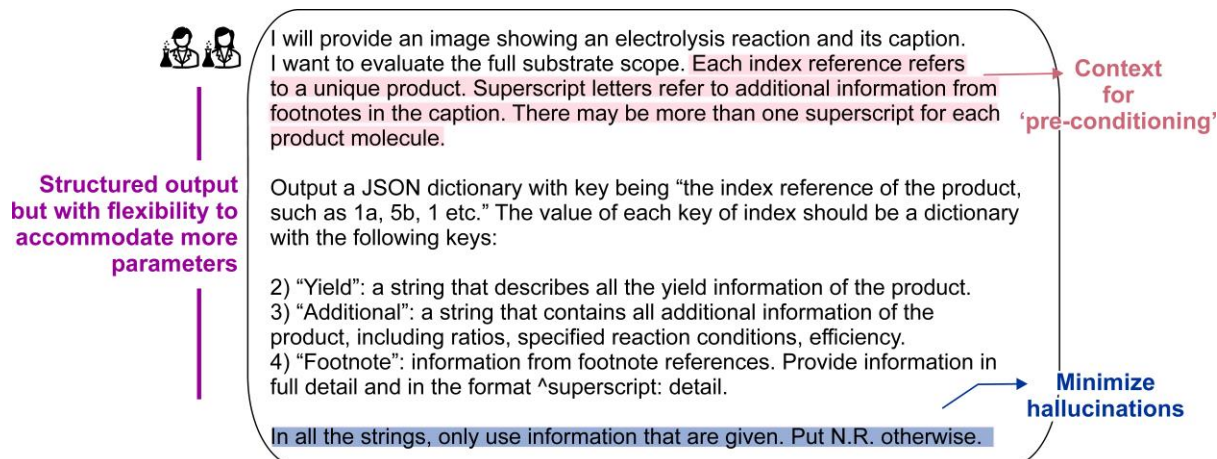 I will provide an image showing an electrolysis reaction and its caption.
I want to evaluate the full substrate scope. Each index reference refers
to a unique product. Superscript letters refer to additional information from
footnotes in the caption. There may be more than one superscript for each
product molecule.
Context
for
‘pre-conditioning’
Structured output
but with flexibility to
accommodate more
parameters
Output a JSON dictionary with key being “the index reference of the product,
such as 1a, 5b, 1 etc.” The value of each key of index should be a dictionary
with the following keys:
2) “Yield”: a string that describes all the yield information of the product.
3) “Additional”: a string that contains all additional information of the
product, including ratios, specified reaction conditions, efficiency.
4) “Footnote”: information from footnote references. Provide information in
full detail and in the format ^superscript: detail.
Minimize
hallucinations
In all the strings, only use information that are given. Put N.R. otherwise.